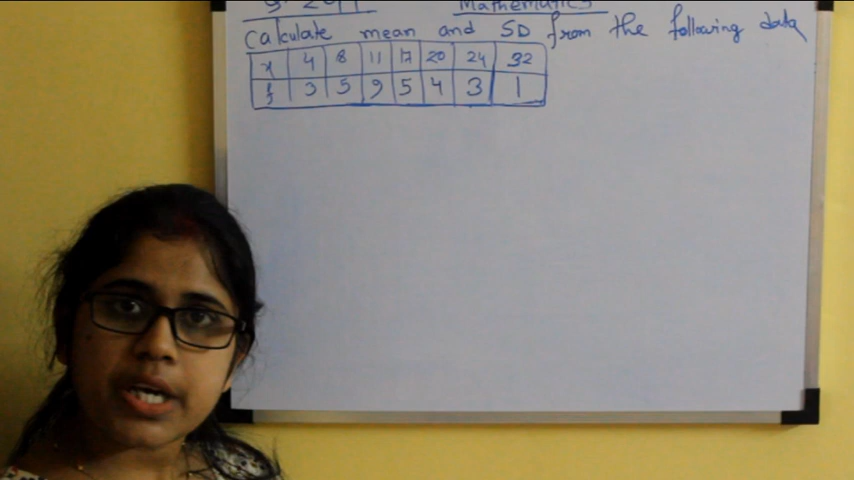 Mathematics
Calculate mean and SD from the following data
x 4 8 11 17 20 24 32
f 3 5 9 5 4 3 1